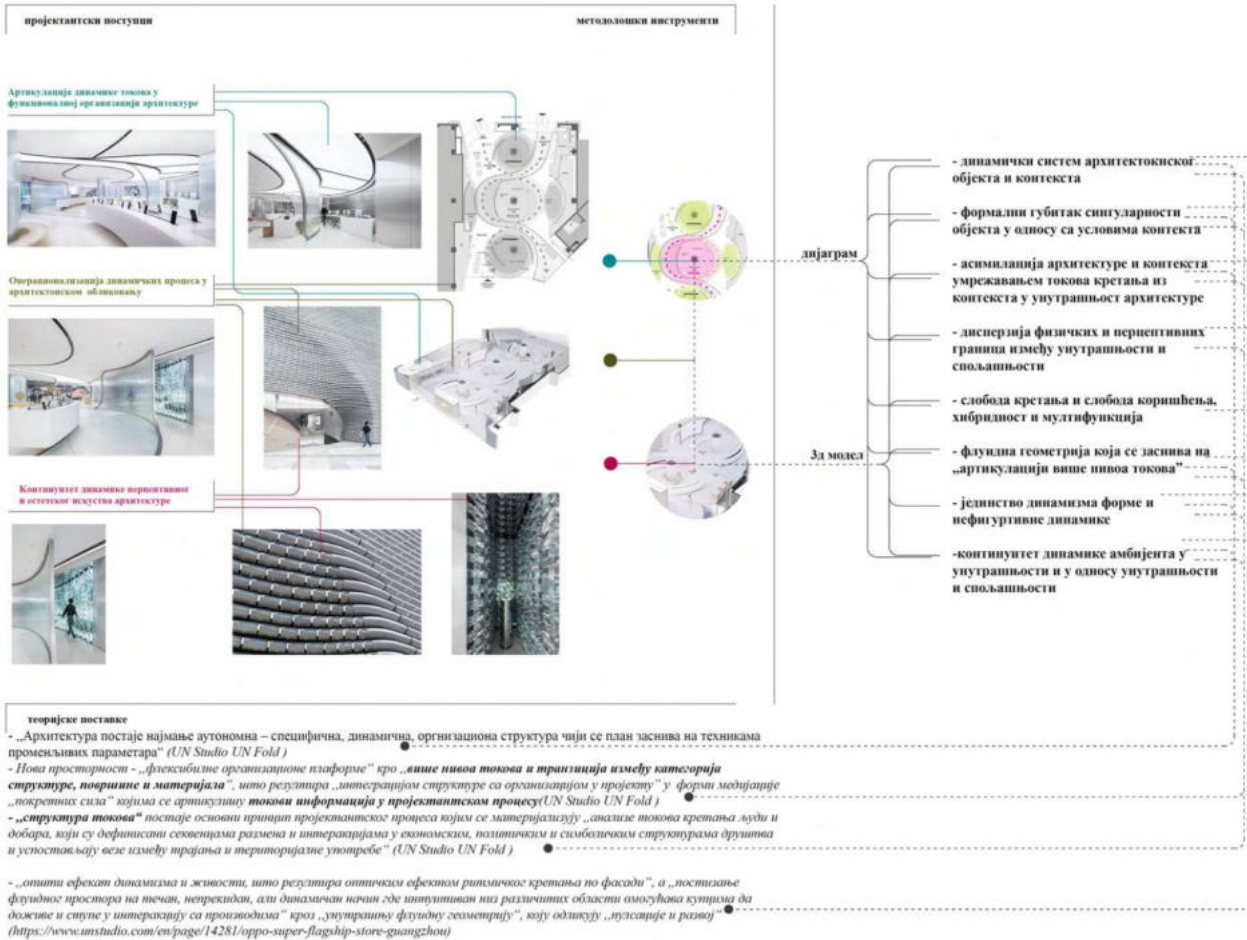 пројектантски поступци
методолошки инструменти
Артикулација динамике токова у
функционалној организацији архитектуре
Операционализација динамичких процеса у
архитектонском обликовању
Континуитет динамике перцептивног
и естетског искуства архитектуре
дијаграм
3д модел
- динамички систем архитектокнског
објекта и контекста
- формални губитак сингуларности
објекта у односу са условима контекста
- асимилација архитектуре и контекста
умрежавањем токова кретања из
контекста у унутрашњост архитектуре
- дисперзија физичких и перцептивних
граница између унутрашњости и
спољашњости
- слобода кретања и слобода коришћења,
хибридност и мултифункција
- флуидна геометрија која се заснива на
„артикулацији више нивоа токова”
- јединство динамизма форме и
нефигуртивне динамике
-континуитет динамике амбијента у
унутрашњости и у односу унутрашњости
и спољашњости
теоријске поставке
- „Архитектура постаје најмање аутономна – специфична, динамична, оргнизациона структура чији се план заснива на техникама
променљивих параметара“ (UN Studio UN Fold )
- Нова просторност - „флексибилне организационе платформе“ кро „више нивоа токова и транзиција између категорија
структуре, површине и материјала“, што резултира „интеграцијом структуре са организацијом у пројекту” у форми медијације
„покретних сила“ којима се артикулишу токови информација у пројектантском процесу(UN Studio UN Fold )
- „структура токова“ постаје основни принцип пројектантског процеса којим се материјализују „анализе токова кретања људи и
добара, који су дефинисани секвенцама размена и интеракцијама у економским, политичким и симболичким структурама друштва
и успостављају везе између трајања и територијалне употребе” (UN Studio UN Fold )
- „општи ефекат динамизма и живости, што резултира оптичким ефектом ритмичког кретања по фасади“, а „постизање
флуидног простора на течан, непрекидан, али динамичан начин где интуитиван низ различитих области омогућава купцима да
доживе и ступе у интеракцију са производима” кроз „унутрашњу флуидну геометрију“, коју одликују „пулсације и развој”
(https://www.unstudio.com/en/page/14281/oppo-super-flagship-store-guangzhou)